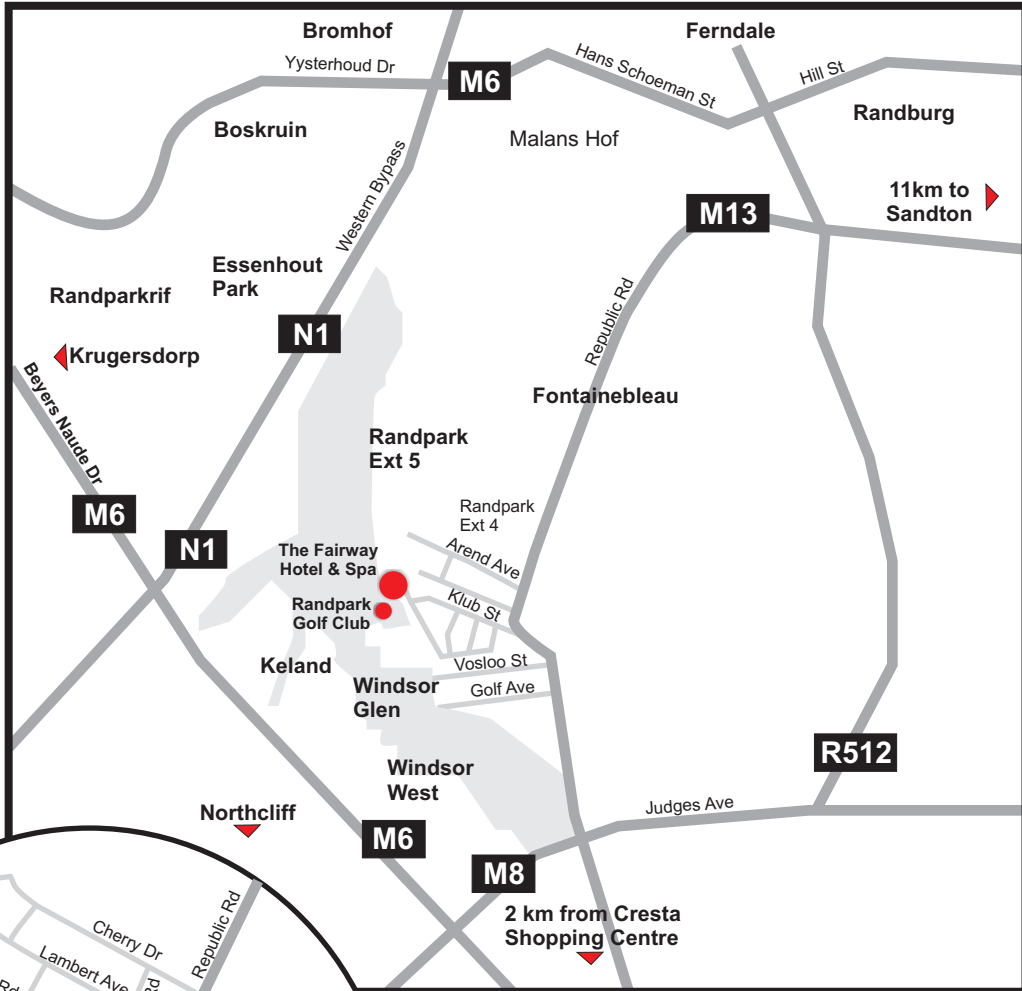 Bromhof
Ferndale
Yysterhoud Dr
M6
Hans Schoeman St
Hill St
Boskruin
Malans Hof
Randburg
Western Bypass
11km to
Sandton
M13
Essenhout
Park
Randparkrif
N1
Republic Rd
Krugersdorp
Beyers Naude Dr
Fontainebleau
Randpark
Ext 5
M6
Randpark
Ext 4
N1
Arend Ave
The Fairway
Hotel & Spa
Klub St
Randpark
Golf Club
Keland
Vosloo St
Windsor
Glen
Golf Ave
R512
Windsor
West
Judges Ave
Northcliff
M6
M8
2 km from Cresta
Shopping Centre
Republic Rd
Cherry Dr
Lambert Ave
Rd
Rd